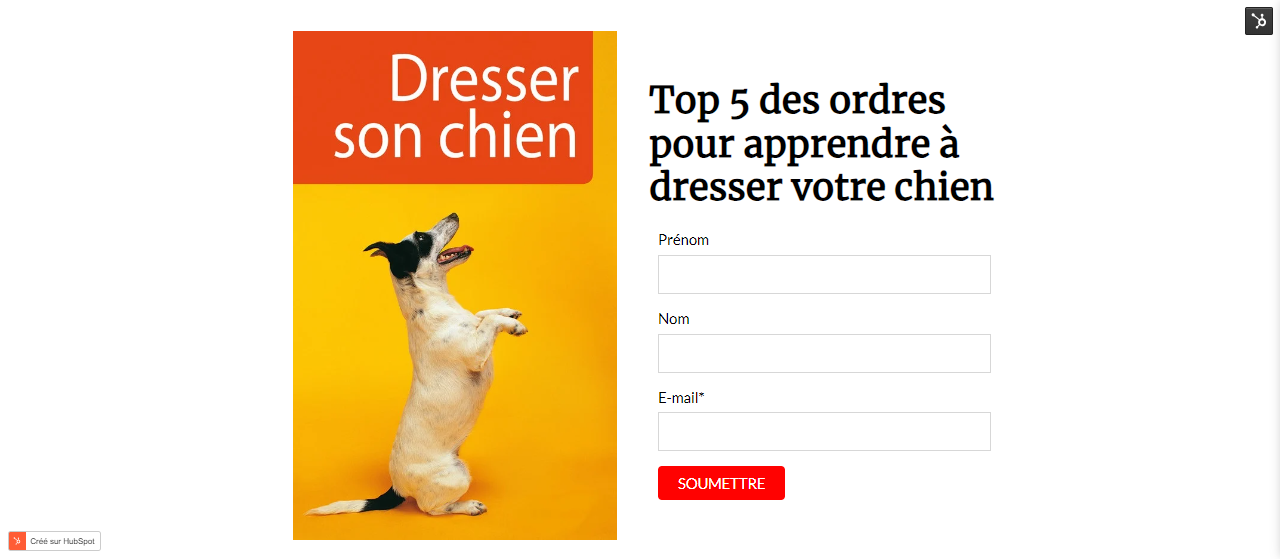 Dresser
son chien
Top 5 des ordres
pour apprendre à
dresser votre chien
Prénom
Nom
E-mail*
SOUMETTRE
Créé sur HubSpot